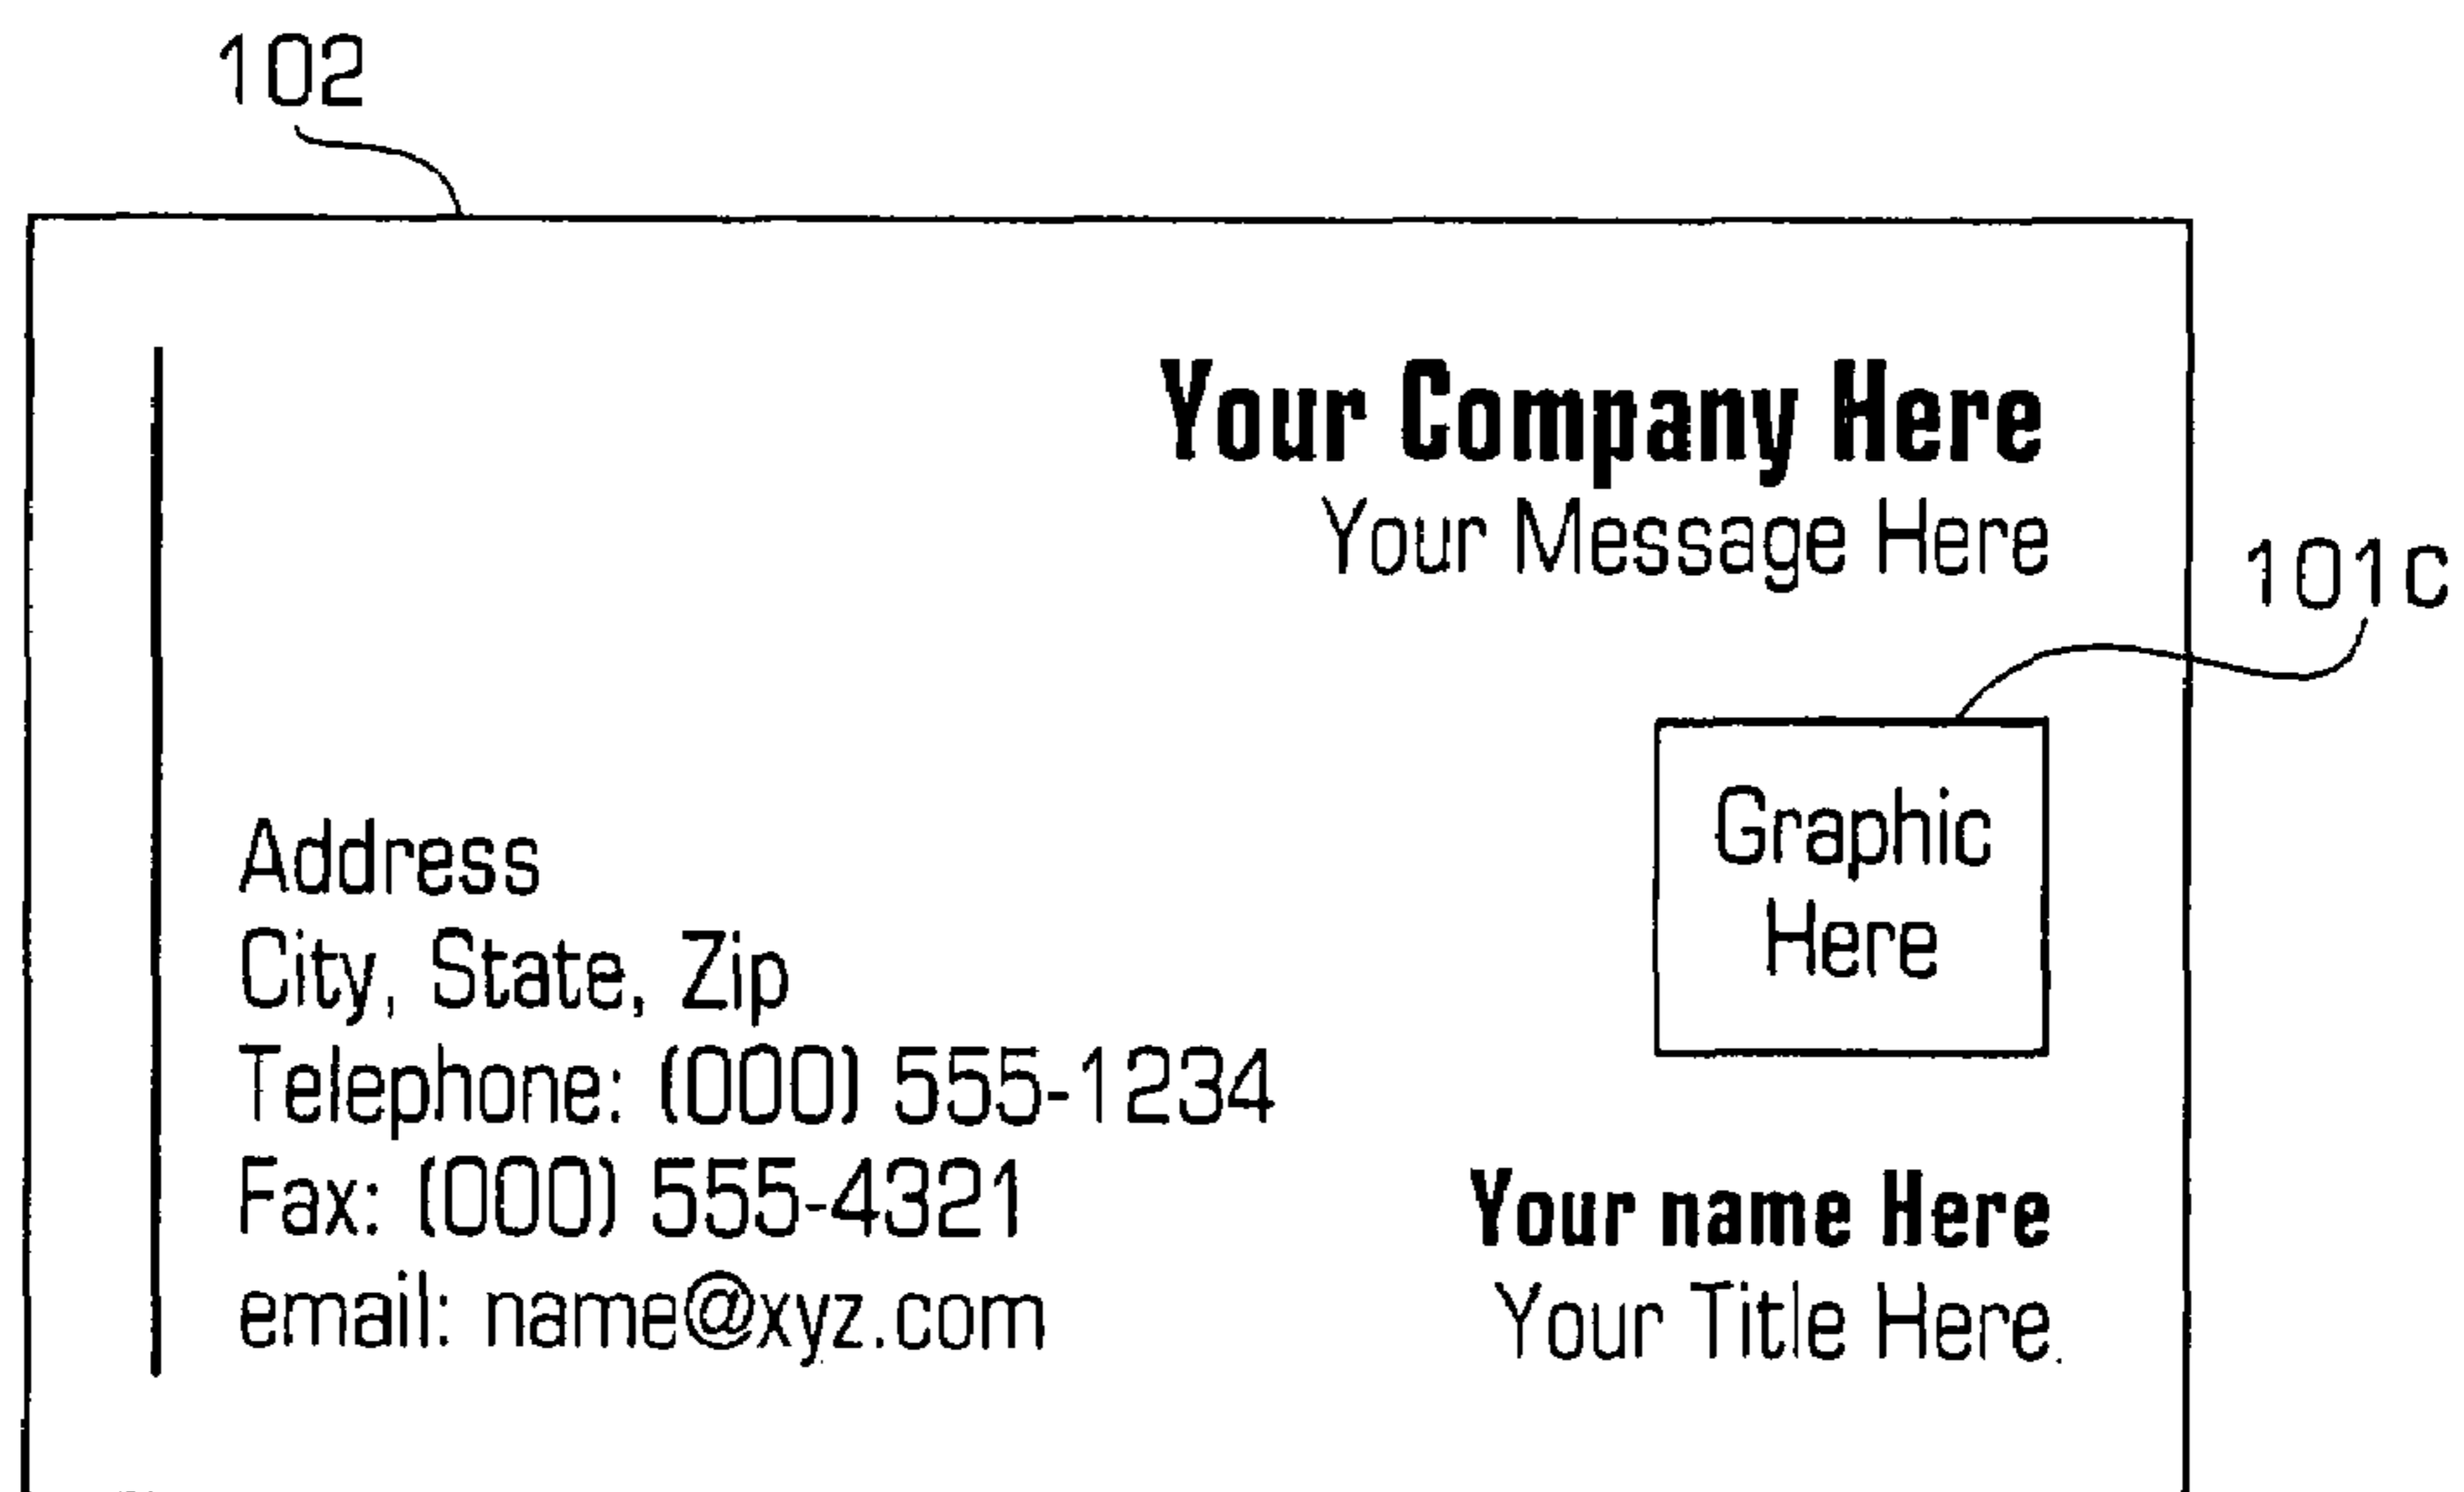 102
Your Company Here
Your Message Here
101c
Graphic
Here
Address
City, State, Zip
Telephone: (000) 555-1234
Fax: (000) 555-4321
email: name@xyz.com
Your name Here
Your Title Here